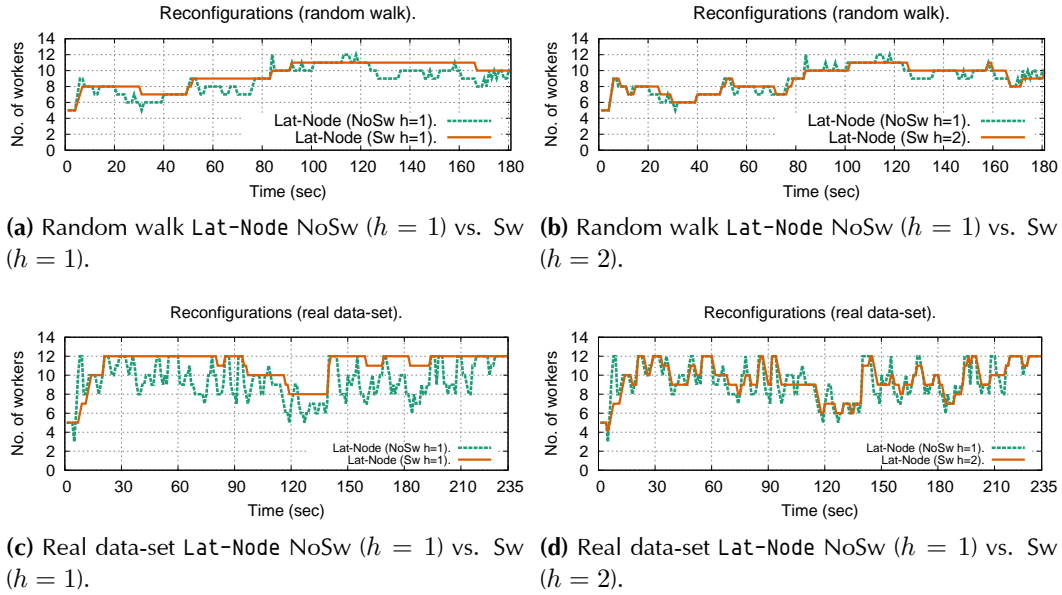 Reconfigurations (random walk).
No. of workers
14
12
10
8
6
4
2
0
Lat-Node (NoSw h=1).
Lat-Node (Sw h=1).
0 20 40 60 80 100 120 140 160 180
Time (sec)
(a) Random walk Lat-Node NoSw (h = 1) vs. Sw
(h = 1).
Reconfigurations (random walk).
No. of workers
14
12
10
8
6
4
2
0
Lat-Node (NoSw h=1).
Lat-Node (Sw h=2).
0 20 40 60 80 100 120 140 160 180
Time (sec)
(b) Random walk Lat-Node NoSw (h = 1) vs. Sw
(h = 2).
Reconfigurations (real data-set).
No. of workers
14
12
10
8
6
4
2
0
Lat-Node (NoSw h=1).
Lat-Node (Sw h=1).
0 30 60 90 120 150 180 210 235
Time (sec)
(c) Real data-set Lat-Node NoSw (h = 1) vs. Sw
(h = 1).
Reconfigurations (real data-set).
No. of workers
14
12
10
8
6
4
2
0
Lat-Node (NoSw h=1).
Lat-Node (Sw h=2).
0 30 60 90 120 150 180 210 235
Time (sec)
(d) Real data-set Lat-Node NoSw (h = 1) vs. Sw
(h = 2).